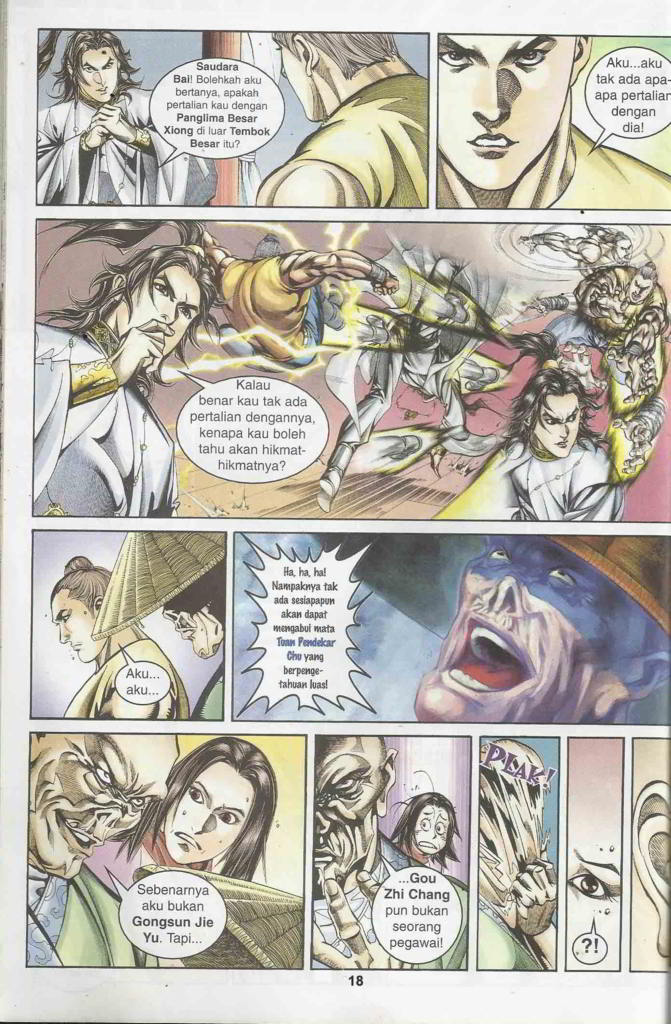 Saudara
Bai! Bolehkah aku
bertanya, apakah
pertalian kau dengan
Panglima Besar
Xiong di luar Tembok
Besar itu?
Aku...aku
tak ada apa-
apa pertalian
dengan
dia!
Kalau
benar kau tak ada
pertalian dengannya,
kenapa kau boleh
tahu akan hikmat-
hikmatnya?
Aku...
aku...
Ha, ha, ha!
Nampaknya tak
ada sesiapapun
akan dapat
mengabui mata
Tuan Pendekar
Chu yang
berpenge-
tahuan luas!
Sebenarnya
aku bukan
Gongsun Jie
Yu. Tapi...
...Gou
Zhi Chang
pun bukan
seorang
pegawai!
PLAK!
?!
18